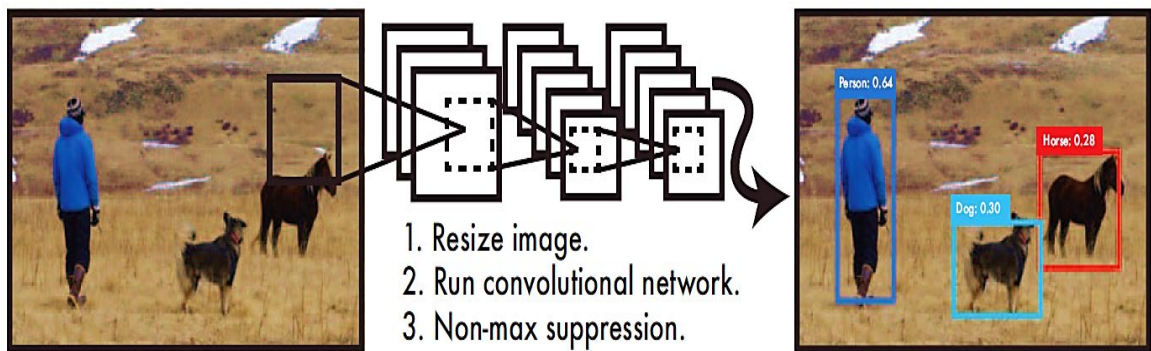 1. Resize image.
2. Run convolutional network.
3. Non-max suppression.
Person: 0.64
Horse: 0.28
Dog: 0.30